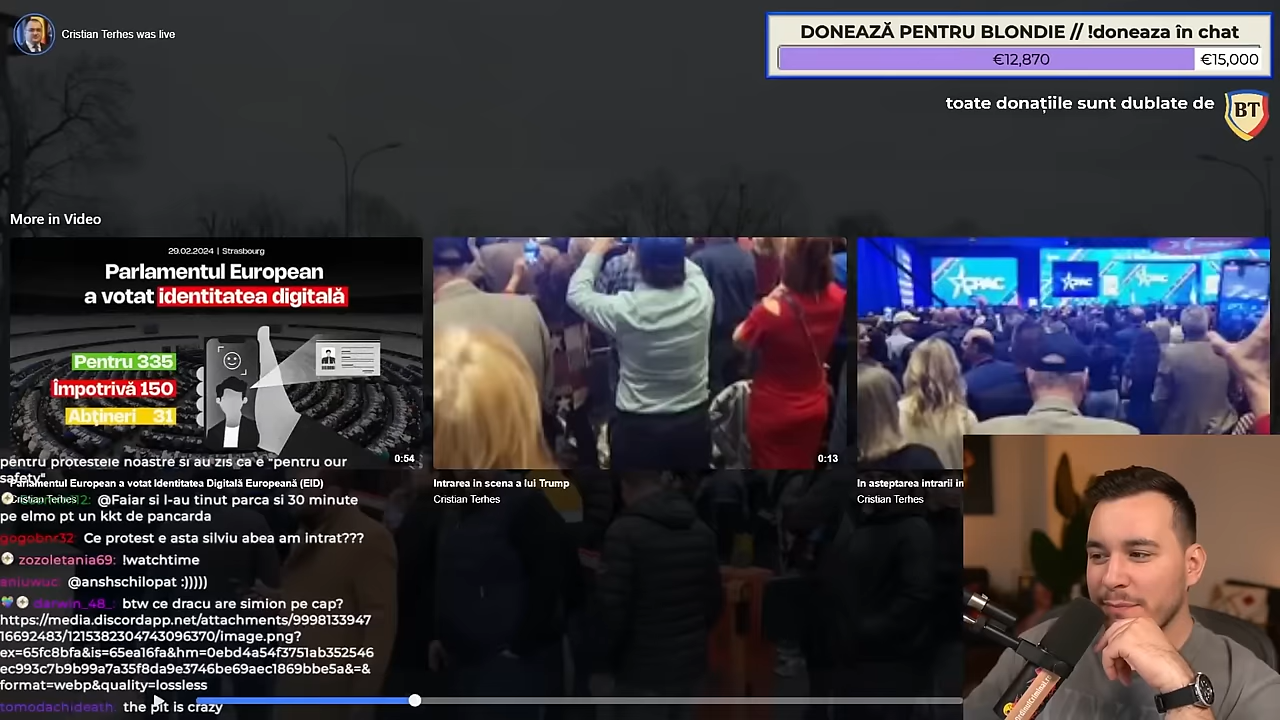 Cristian Terhes was live
DONEAZĂ PENTRU BLONDIE // !doneaza în chat
€12,870 €15,000
toate donațiile sunt dublate de BT
More in Video
29.02.2024 | Strasbourg
Parlamentul European
a votat identitatea digitală
Pentru 335
Împotrivă 150
Abțineri 31
0:54
0:13
CPAC
CPAC
CPAC
Parlamentul European a votat Identitatea Digitală Europeană (EID)
Cristian Terhes
Intrarea in scena a lui Trump
Cristian Terhes
In asteptarea intrarii in
Cristian Terhes
pentru protestele noastre si au zis ca e "pentru our
safety"
@Faiar si l-au tinut parca si 30 minute
pe elmo pt un kkt de pancarda
gogobnr32: Ce protest e asta silviu abea am intrat???
zozoletania69: !watchtime
aniuwuc: @anshschilopat :)))))
darwin_48_: btw ce dracu are simion pe cap?
https://media.discordapp.net/attachments/9998133947
16692483/1215382304743096370/image.png?
ex=65fc8bfa&is=65ea16fa&hm=0ebd4a54f3751ab352546
ec993c7b9b99a7a35f8da9e3746be69aec1869bbe5a&=&
format=webp&quality=lossless
tomodachideath: the pit is crazy